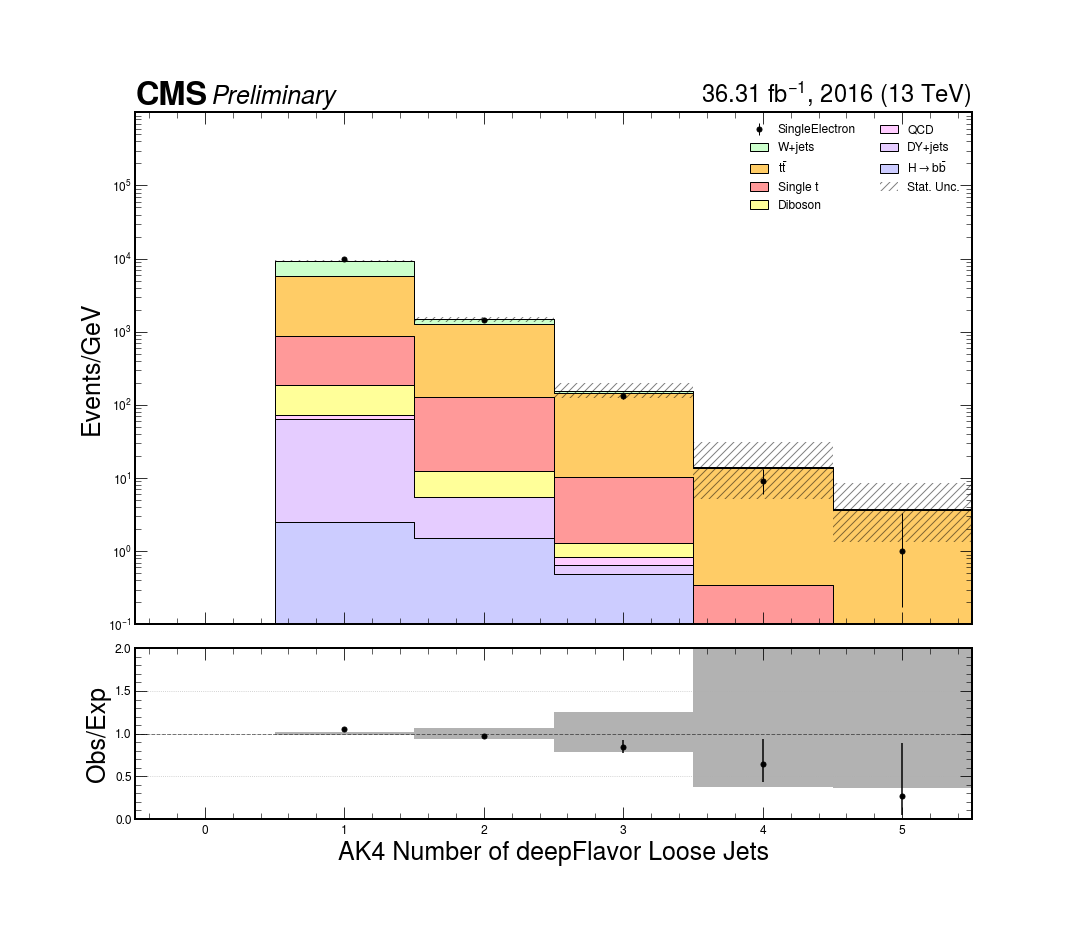 CMS Preliminary 36.31 fb⁻¹, 2016 (13 TeV)
SingleElectron
W+jets
tt̄
Single t
Diboson
QCD
DY+jets
H→bb̄
Stat. Unc.
Events/GeV
10⁵
10⁴
10³
10²
10¹
10⁰
10⁻¹
Obs/Exp
2.0
1.5
1.0
0.5
0.0
0 1 2 3 4 5
AK4 Number of deepFlavor Loose Jets